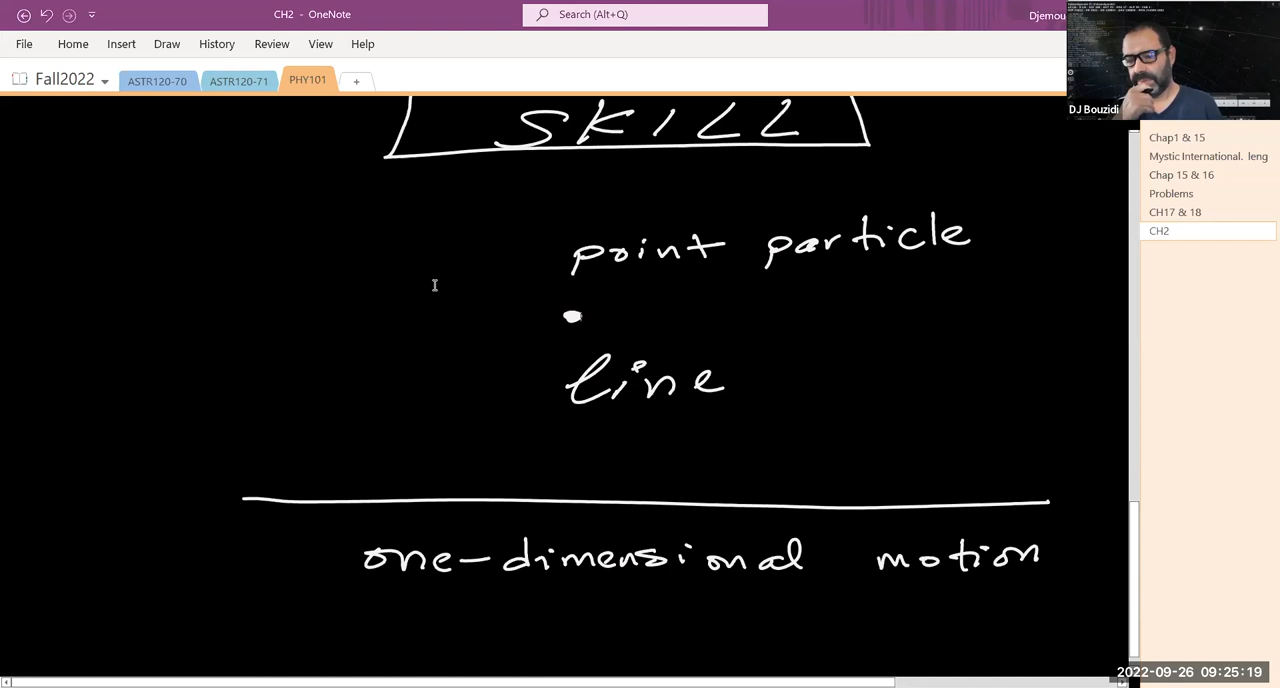 CH2 - OneNote
Search (Alt+Q)
Djemou
File Home Insert Draw History Review View Help
Fall2022 ASTR120-70 ASTR120-71 PHY101 +
DJ Bouzidi
SKILL
point particle
line
one-dimensional motion
Chap1 & 15
Mystic International. leng
Chap 15 & 16
Problems
CH17 & 18
CH2
2022-09-26 09:25:19